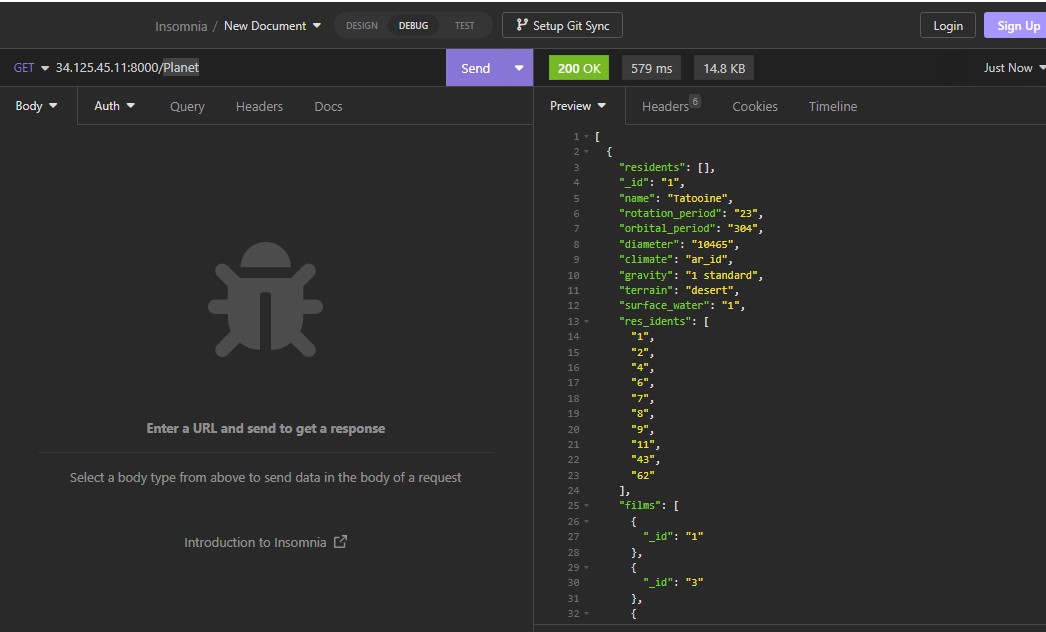 Insomnia / New Document DESIGN DEBUG TEST Setup Git Sync Login Sign Up
GET 34.125.45.11:8000/Planet Send 200 OK 579 ms 14.8 KB Just Now
Body Auth Query Headers Docs
Preview Headers 6 Cookies Timeline
Enter a URL and send to get a response
Select a body type from above to send data in the body of a request
Introduction to Insomnia
1 [
2 {
3 "residents": [],
4 "_id": "1",
5 "name": "Tatooine",
6 "rotation_period": "23",
7 "orbital_period": "304",
8 "diameter": "10465",
9 "climate": "ar_id",
10 "gravity": "1 standard",
11 "terrain": "desert",
12 "surface_water": "1",
13 "res_idents": [
14 "1",
15 "2",
16 "4",
17 "6",
18 "7",
19 "8",
20 "9",
21 "11",
22 "43",
23 "62"
24 ],
25 "films": [
26 {
27 "_id": "1"
28 },
29 {
30 "_id": "3"
31 },
32 {